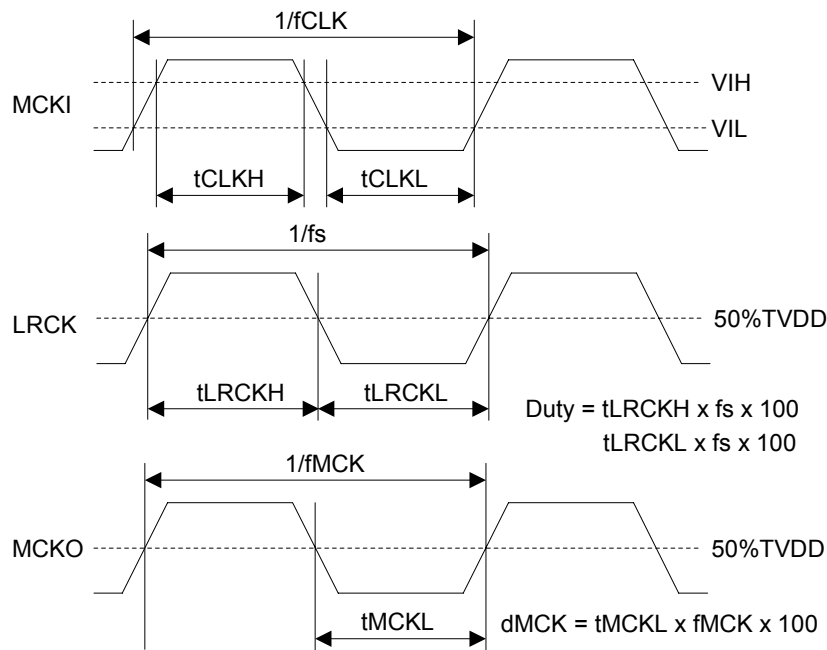 1/fCLK
VIH
MCKI
VIL
tCLKH
tCLKL
1/fs
LRCK
50%TVDD
tLRCKH
tLRCKL
Duty = tLRCKH x fs x 100
tLRCKL x fs x 100
1/fMCK
MCKO
50%TVDD
tMCKL
dMCK = tMCKL x fMCK x 100